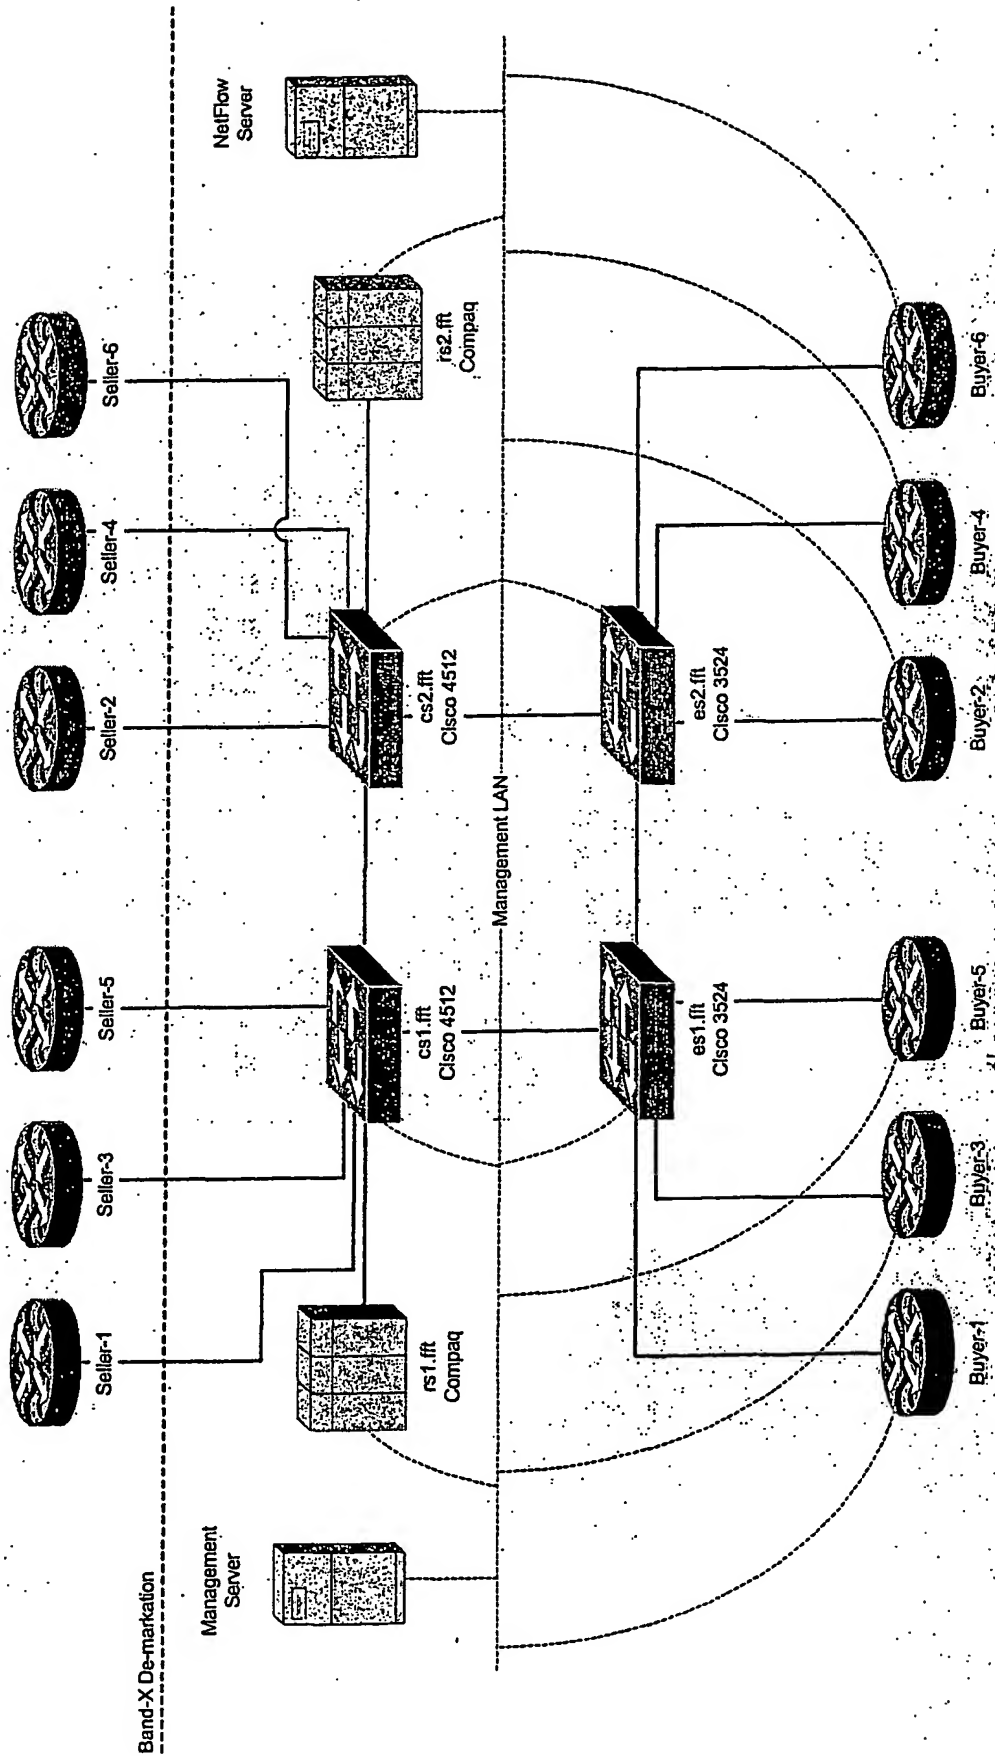 Seller-1
Seller-3
Seller-5
Seller-2
Seller-4
Seller-6
Band-X De-markation
Management
Server
rs1.fft
Compaq
cs1.fft
Cisco 4512
cs2.fft
Cisco 4512
rs2.fft
Compaq
NetFlow
Server
Management LAN
es1.fft
Cisco 3524
es2.fft
Cisco 3524
Buyer-1
Buyer-3
Buyer-5
Buyer-2
Buyer-4
Buyer-6